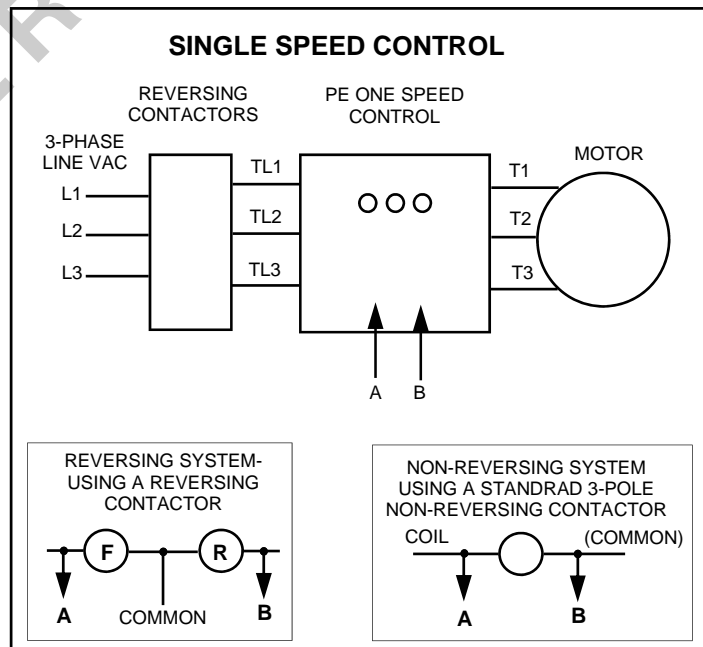 SINGLE SPEED CONTROL
REVERSING
CONTACTORS
PE ONE SPEED
CONTROL
3-PHASE
LINE VAC
MOTOR
L1
L2
L3
TL1
TL2
TL3
T1
T2
T3
A
B
REVERSING SYSTEM-
USING A REVERSING
CONTACTOR
F
R
A
COMMON
B
NON-REVERSING SYSTEM
USING A STANDRAD 3-POLE
NON-REVERSING CONTACTOR
COIL
(COMMON)
A
B